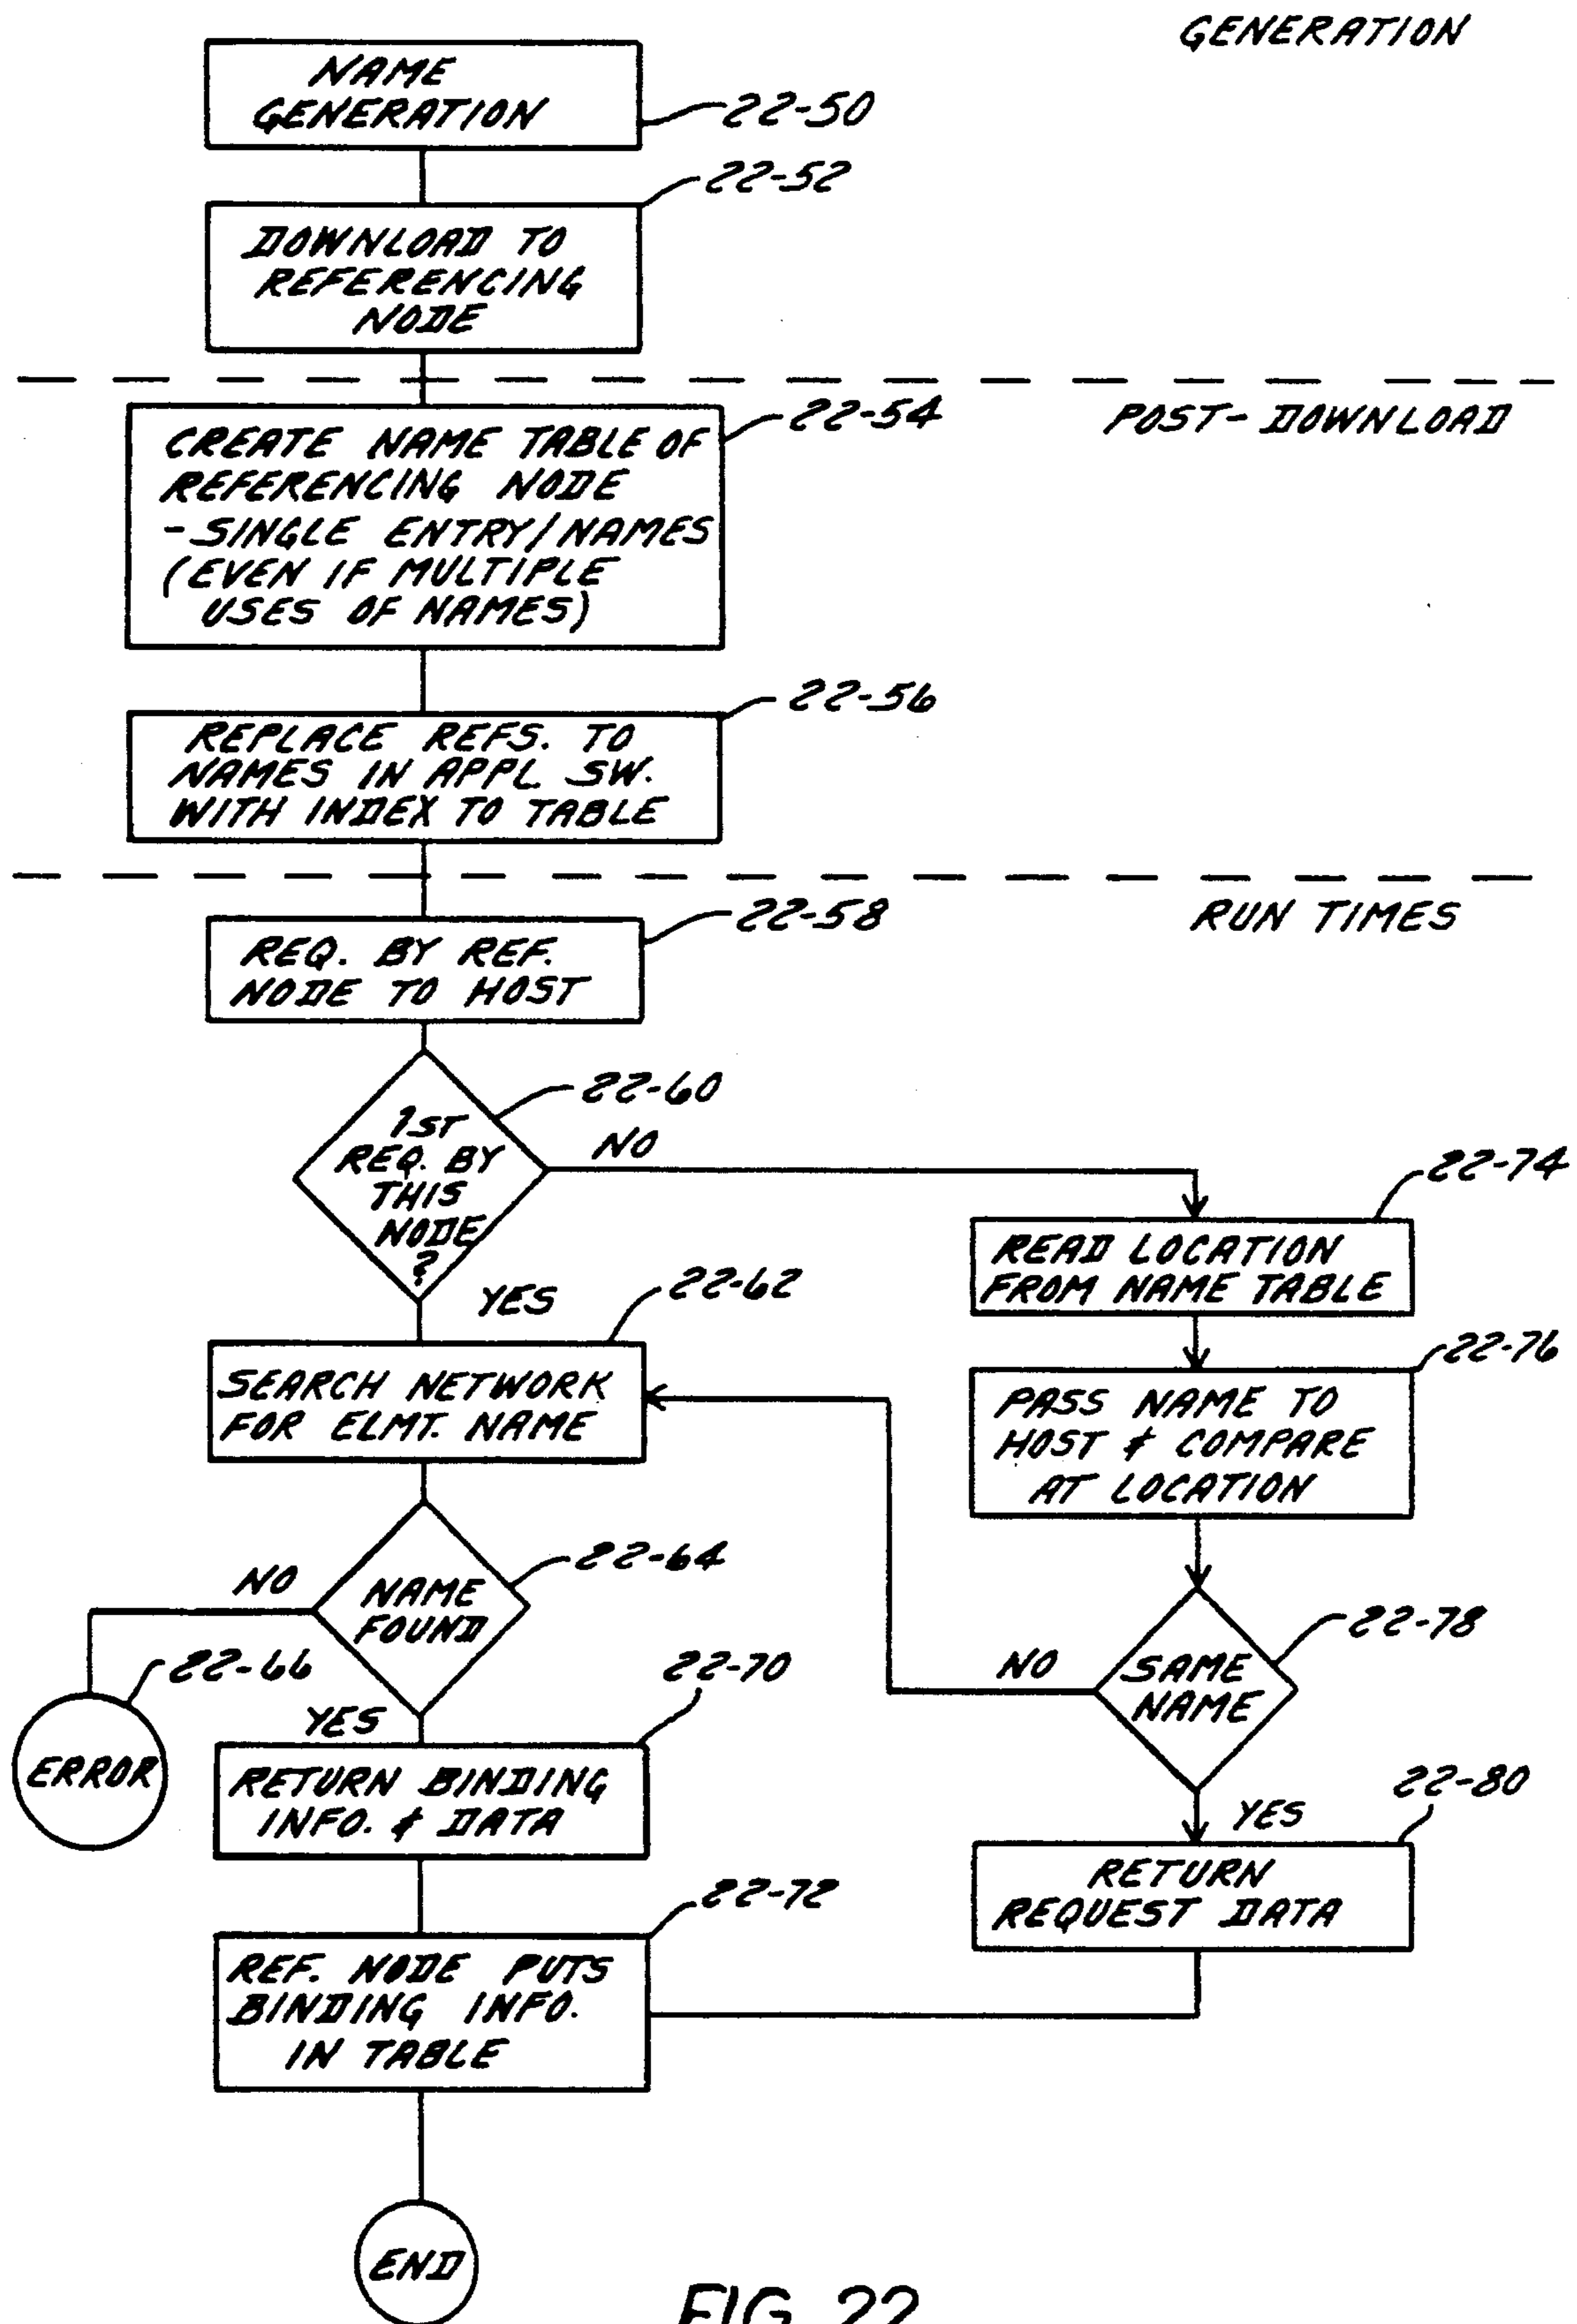 GENERATION
NAME
GENERATION
22-50
22-52
DOWNLOAD TO
REFERENCING
NODE
22-54
POST-DOWNLOAD
CREATE NAME TABLE OF
REFERENCING NODE
-SINGLE ENTRY/NAMES
(EVEN IF MULTIPLE
USES OF NAMES)
22-56
REPLACE REFS. TO
NAMES IN APPL. SW.
WITH INDEX TO TABLE
22-58
RUN TIMES
REQ. BY REF.
NODE TO HOST
22-60
1ST
REQ. BY
THIS
NODE
?
NO
YES
22-74
READ LOCATION
FROM NAME TABLE
22-62
SEARCH NETWORK
FOR ELMT. NAME
22-76
PASS NAME TO
HOST & COMPARE
AT LOCATION
22-64
NAME
FOUND
NO
22-66
ERROR
YES
22-78
SAME
NAME
NO
YES
22-70
RETURN BINDING
INFO. & DATA
22-80
RETURN
REQUEST DATA
22-72
REF. NODE PUTS
BINDING INFO.
IN TABLE
END
FIG. 22